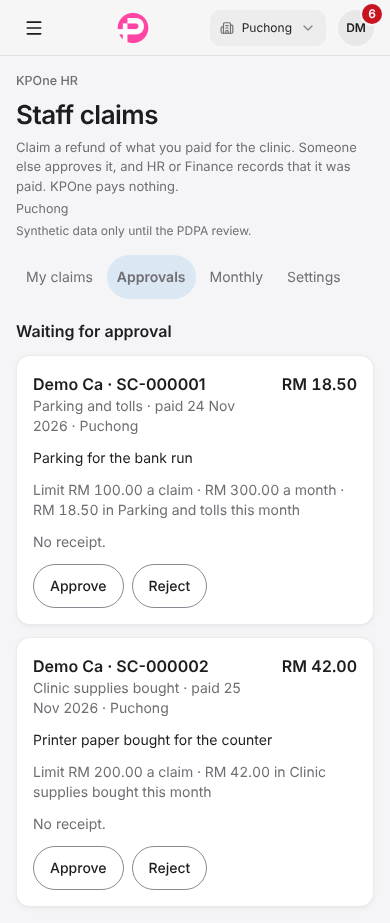 Puchong
DM
6
KPOne HR
Staff claims
Claim a refund of what you paid for the clinic. Someone
else approves it, and HR or Finance records that it was
paid. KPOne pays nothing.
Puchong
Synthetic data only until the PDPA review.
My claims
Approvals
Monthly
Settings
Waiting for approval
Demo Ca · SC-000001
RM 18.50
Parking and tolls · paid 24 Nov
2026 · Puchong
Parking for the bank run
Limit RM 100.00 a claim · RM 300.00 a month ·
RM 18.50 in Parking and tolls this month
No receipt.
Approve
Reject
Demo Ca · SC-000002
RM 42.00
Clinic supplies bought · paid 25
Nov 2026 · Puchong
Printer paper bought for the counter
Limit RM 200.00 a claim · RM 42.00 in Clinic
supplies bought this month
No receipt.
Approve
Reject